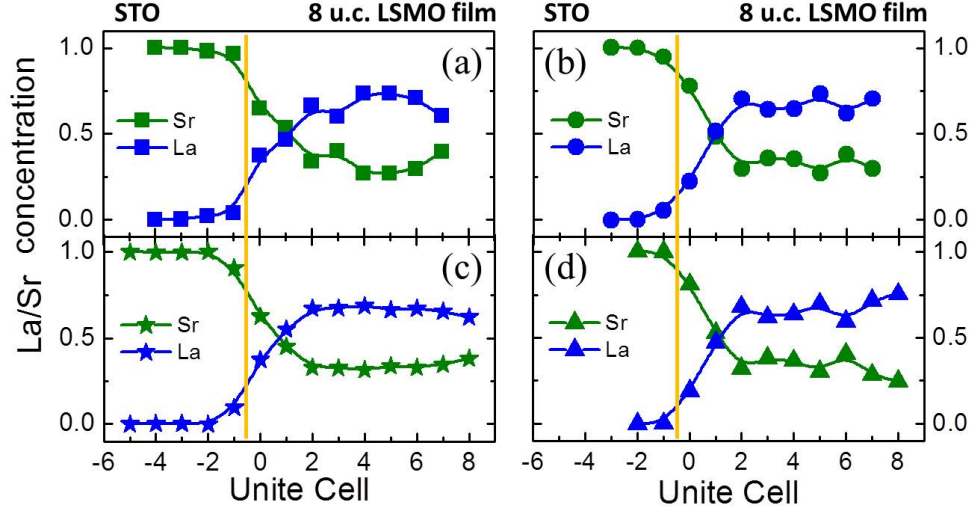 STO 8 u.c. LSMO film STO 8 u.c. LSMO film
La/Sr concentration
1.0 (a) (b) 1.0
0.5 Sr Sr 0.5
La La
0.0 0.0
1.0 (c) (d) 1.0
0.5 Sr Sr 0.5
La La
0.0 0.0
-6 -4 -2 0 2 4 6 8 -6 -4 -2 0 2 4 6 8
Unite Cell Unite Cell